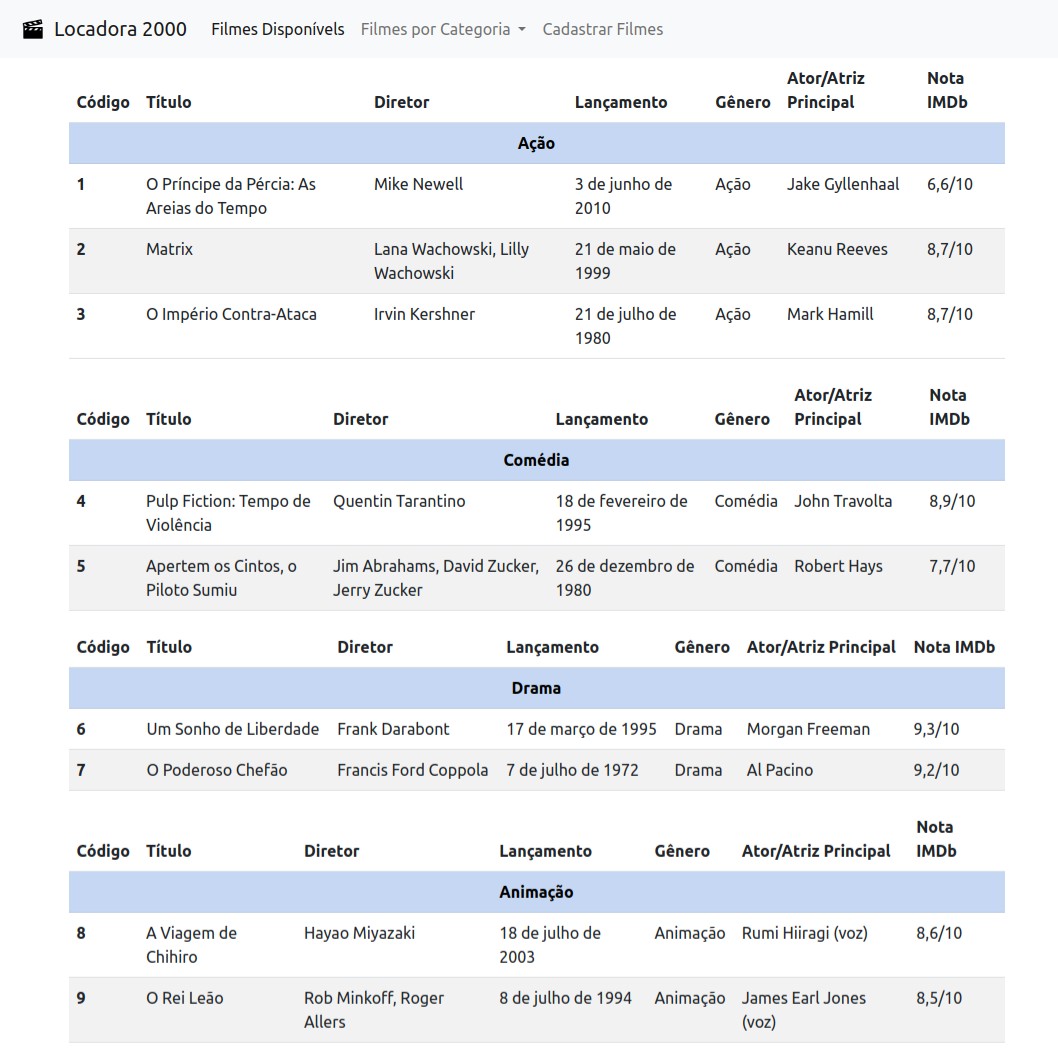 Locadora 2000 Filmes Disponívels Filmes por Categoria Cadastrar Filmes
Código Título Diretor Lançamento Gênero Ator/Atriz Principal Nota IMDb
Ação
1 O Príncipe da Pércia: As Areias do Tempo Mike Newell 3 de junho de 2010 Ação Jake Gyllenhaal 6,6/10
2 Matrix Lana Wachowski, Lilly Wachowski 21 de maio de 1999 Ação Keanu Reeves 8,7/10
3 O Império Contra-Ataca Irvin Kershner 21 de julho de 1980 Ação Mark Hamill 8,7/10
Código Título Diretor Lançamento Gênero Ator/Atriz Principal Nota IMDb
Comédia
4 Pulp Fiction: Tempo de Violência Quentin Tarantino 18 de fevereiro de 1995 Comédia John Travolta 8,9/10
5 Apertem os Cintos, o Piloto Sumiu Jim Abrahams, David Zucker, Jerry Zucker 26 de dezembro de 1980 Comédia Robert Hays 7,7/10
Código Título Diretor Lançamento Gênero Ator/Atriz Principal Nota IMDb
Drama
6 Um Sonho de Liberdade Frank Darabont 17 de março de 1995 Drama Morgan Freeman 9,3/10
7 O Poderoso Chefão Francis Ford Coppola 7 de julho de 1972 Drama Al Pacino 9,2/10
Código Título Diretor Lançamento Gênero Ator/Atriz Principal Nota IMDb
Animação
8 A Viagem de Chihiro Hayao Miyazaki 18 de julho de 2003 Animação Rumi Hiiragi (voz) 8,6/10
9 O Rei Leão Rob Minkoff, Roger Allers 8 de julho de 1994 Animação James Earl Jones (voz) 8,5/10